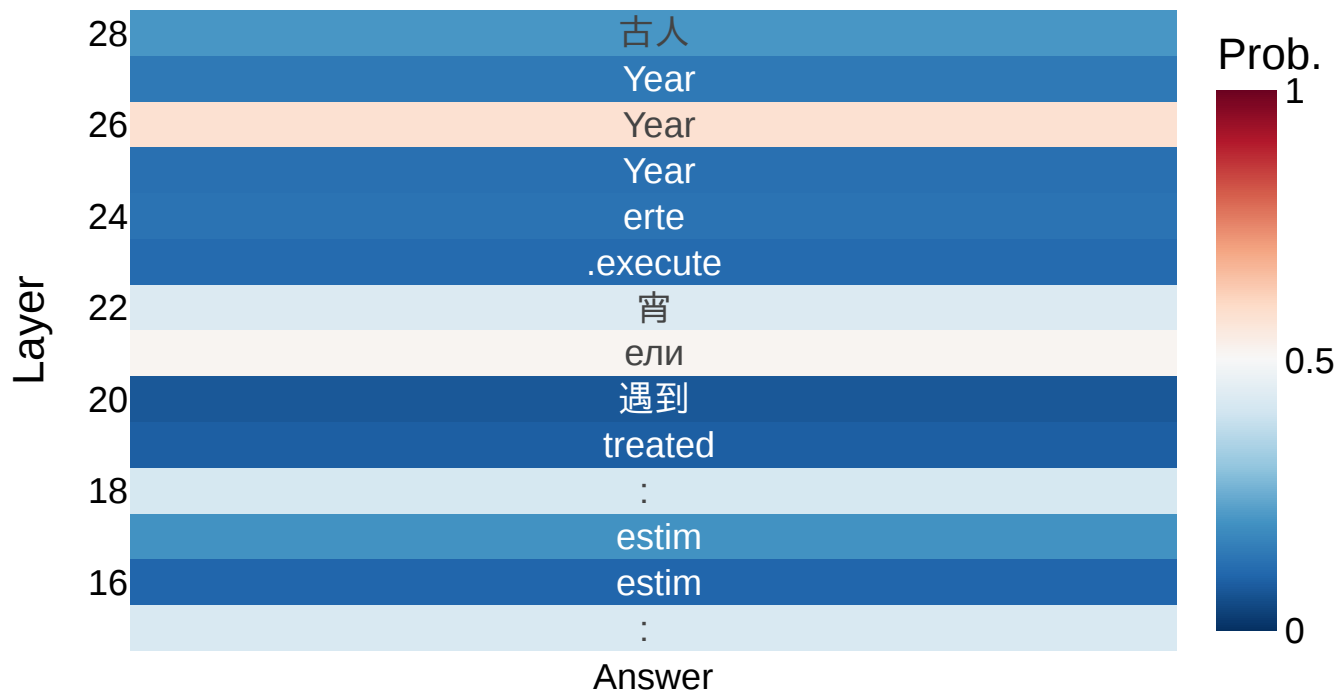 Prob.
28 古人
1
Year
26 Year
Year
24 erte
.execute
22 宵
ели
0.5
20 遇到
treated
18 :
estim
16 estim
:
0
Layer
Answer